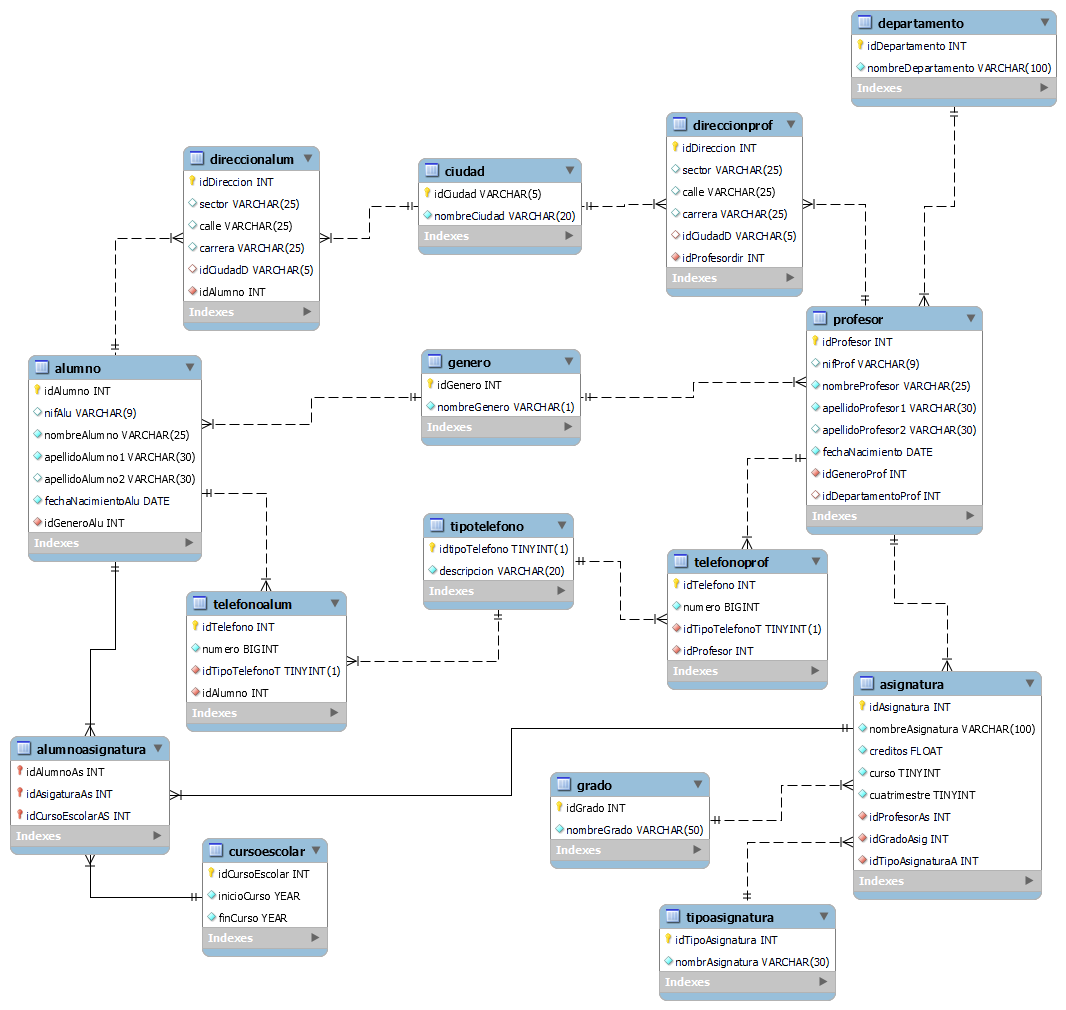 departamento
idDepartamento INT
nombreDepartamento VARCHAR(100)
Indexes
direccionprof
idDireccion INT
sector VARCHAR(25)
calle VARCHAR(25)
carrera VARCHAR(25)
idCiudadD VARCHAR(5)
idProfesordir INT
Indexes
direccionalum
idDireccion INT
sector VARCHAR(25)
calle VARCHAR(25)
carrera VARCHAR(25)
idCiudadD VARCHAR(5)
idAlumno INT
Indexes
ciudad
idCiudad VARCHAR(5)
nombreCiudad VARCHAR(20)
Indexes
profesor
idProfesor INT
nifProf VARCHAR(9)
nombreProfesor VARCHAR(25)
apellidoProfesor1 VARCHAR(30)
apellidoProfesor2 VARCHAR(30)
fechaNacimiento DATE
idGeneroProf INT
idDepartamentoProf INT
Indexes
alumno
idAlumno INT
nifAlu VARCHAR(9)
nombreAlumno VARCHAR(25)
apellidoAlumno1 VARCHAR(30)
apellidoAlumno2 VARCHAR(30)
fechaNacimientoAlu DATE
idGeneroAlu INT
Indexes
genero
idGenero INT
nombreGenero VARCHAR(1)
Indexes
tipotelefono
idtipoTelefono TINYINT(1)
descripcion VARCHAR(20)
Indexes
telefonoprof
idTelefono INT
numero BIGINT
idTipoTelefonoT TINYINT(1)
idProfesor INT
Indexes
telefonoalum
idTelefono INT
numero BIGINT
idTipoTelefonoT TINYINT(1)
idAlumno INT
Indexes
asignatura
idAsignatura INT
nombreAsignatura VARCHAR(100)
creditos FLOAT
curso TINYINT
cuatrimestre TINYINT
idProfesorAs INT
idGradoAsig INT
idTipoAsignaturaA INT
Indexes
alumnoasignatura
idAlumnoAs INT
idAsigaturaAs INT
idCursoEscolarAS INT
Indexes
grado
idGrado INT
nombreGrado VARCHAR(50)
Indexes
cursoescolar
idCursoEscolar INT
inicioCurso YEAR
finCurso YEAR
Indexes
tipoasignatura
idTipoAsignatura INT
nombrAsignatura VARCHAR(30)
Indexes